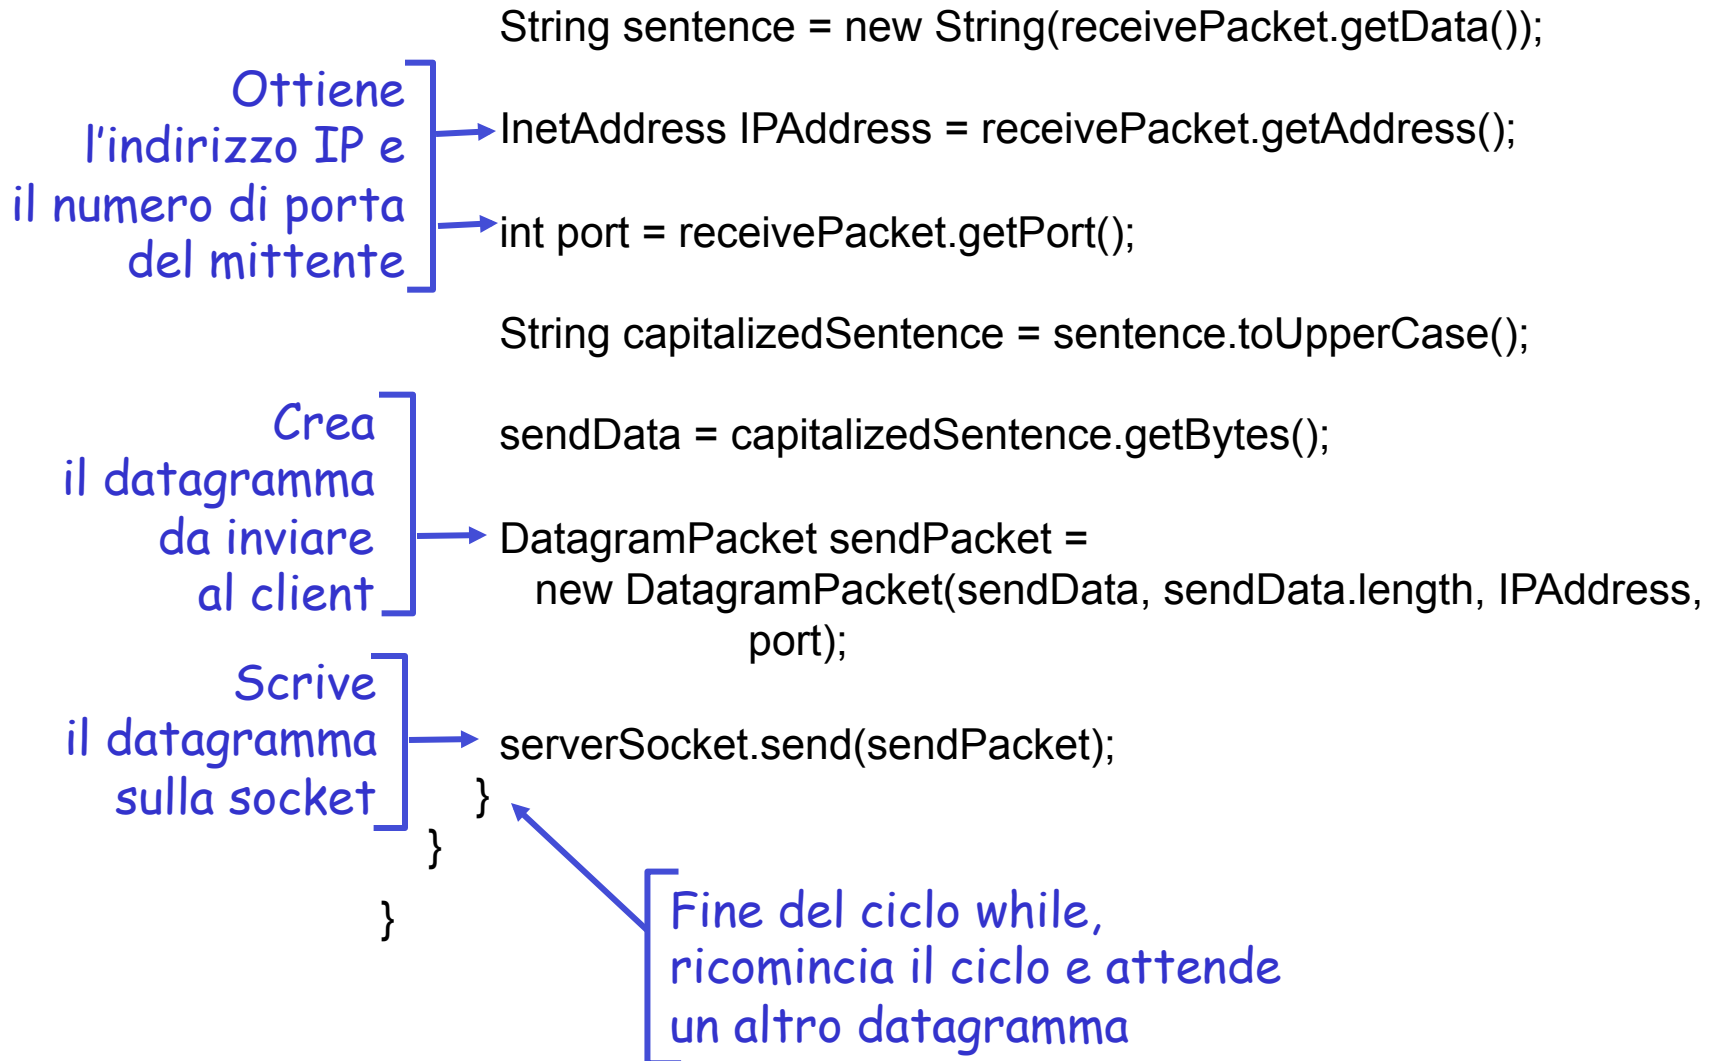 String sentence = new String(receivePacket.getData());
Ottiene
l'indirizzo IP e
il numero di porta
del mittente
InetAddress IPAddress = receivePacket.getAddress();
int port = receivePacket.getPort();
String capitalizedSentence = sentence.toUpperCase();
Crea
il datagramma
da inviare
al client
sendData = capitalizedSentence.getBytes();
DatagramPacket sendPacket =
new DatagramPacket(sendData, sendData.length, IPAddress,
port);
Scrive
il datagramma
sulla socket
serverSocket.send(sendPacket);
}
}
}
Fine del ciclo while,
ricomincia il ciclo e attende
un altro datagramma